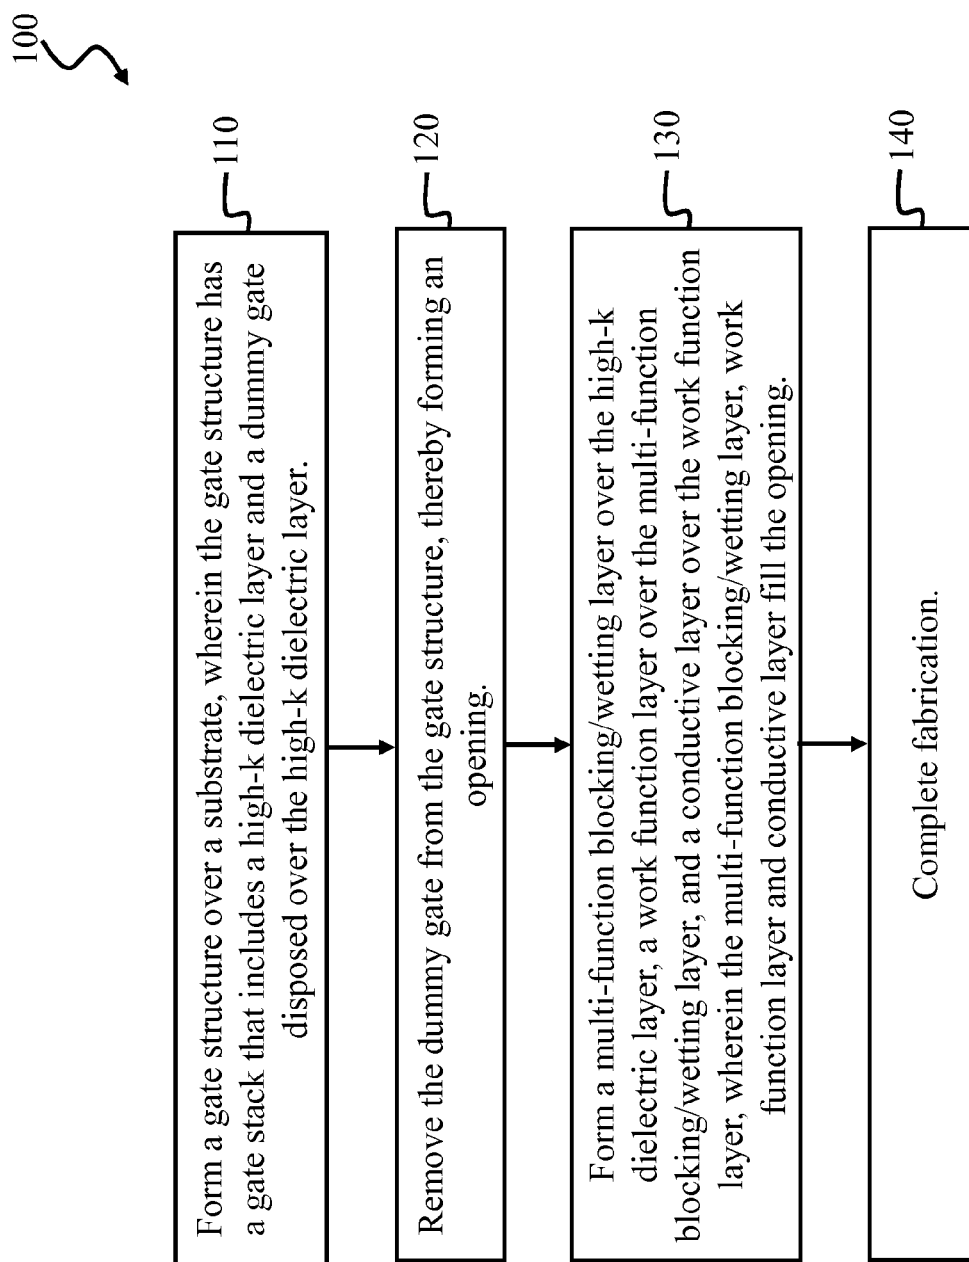 100
110
Form a gate structure over a substrate, wherein the gate structure has
a gate stack that includes a high-k dielectric layer and a dummy gate
disposed over the high-k dielectric layer.
120
Remove the dummy gate from the gate structure, thereby forming an
opening.
130
Form a multi-function blocking/wetting layer over the high-k
dielectric layer, a work function layer over the multi-function
blocking/wetting layer, and a conductive layer over the work function
layer, wherein the multi-function blocking/wetting layer, work
function layer and conductive layer fill the opening.
140
Complete fabrication.